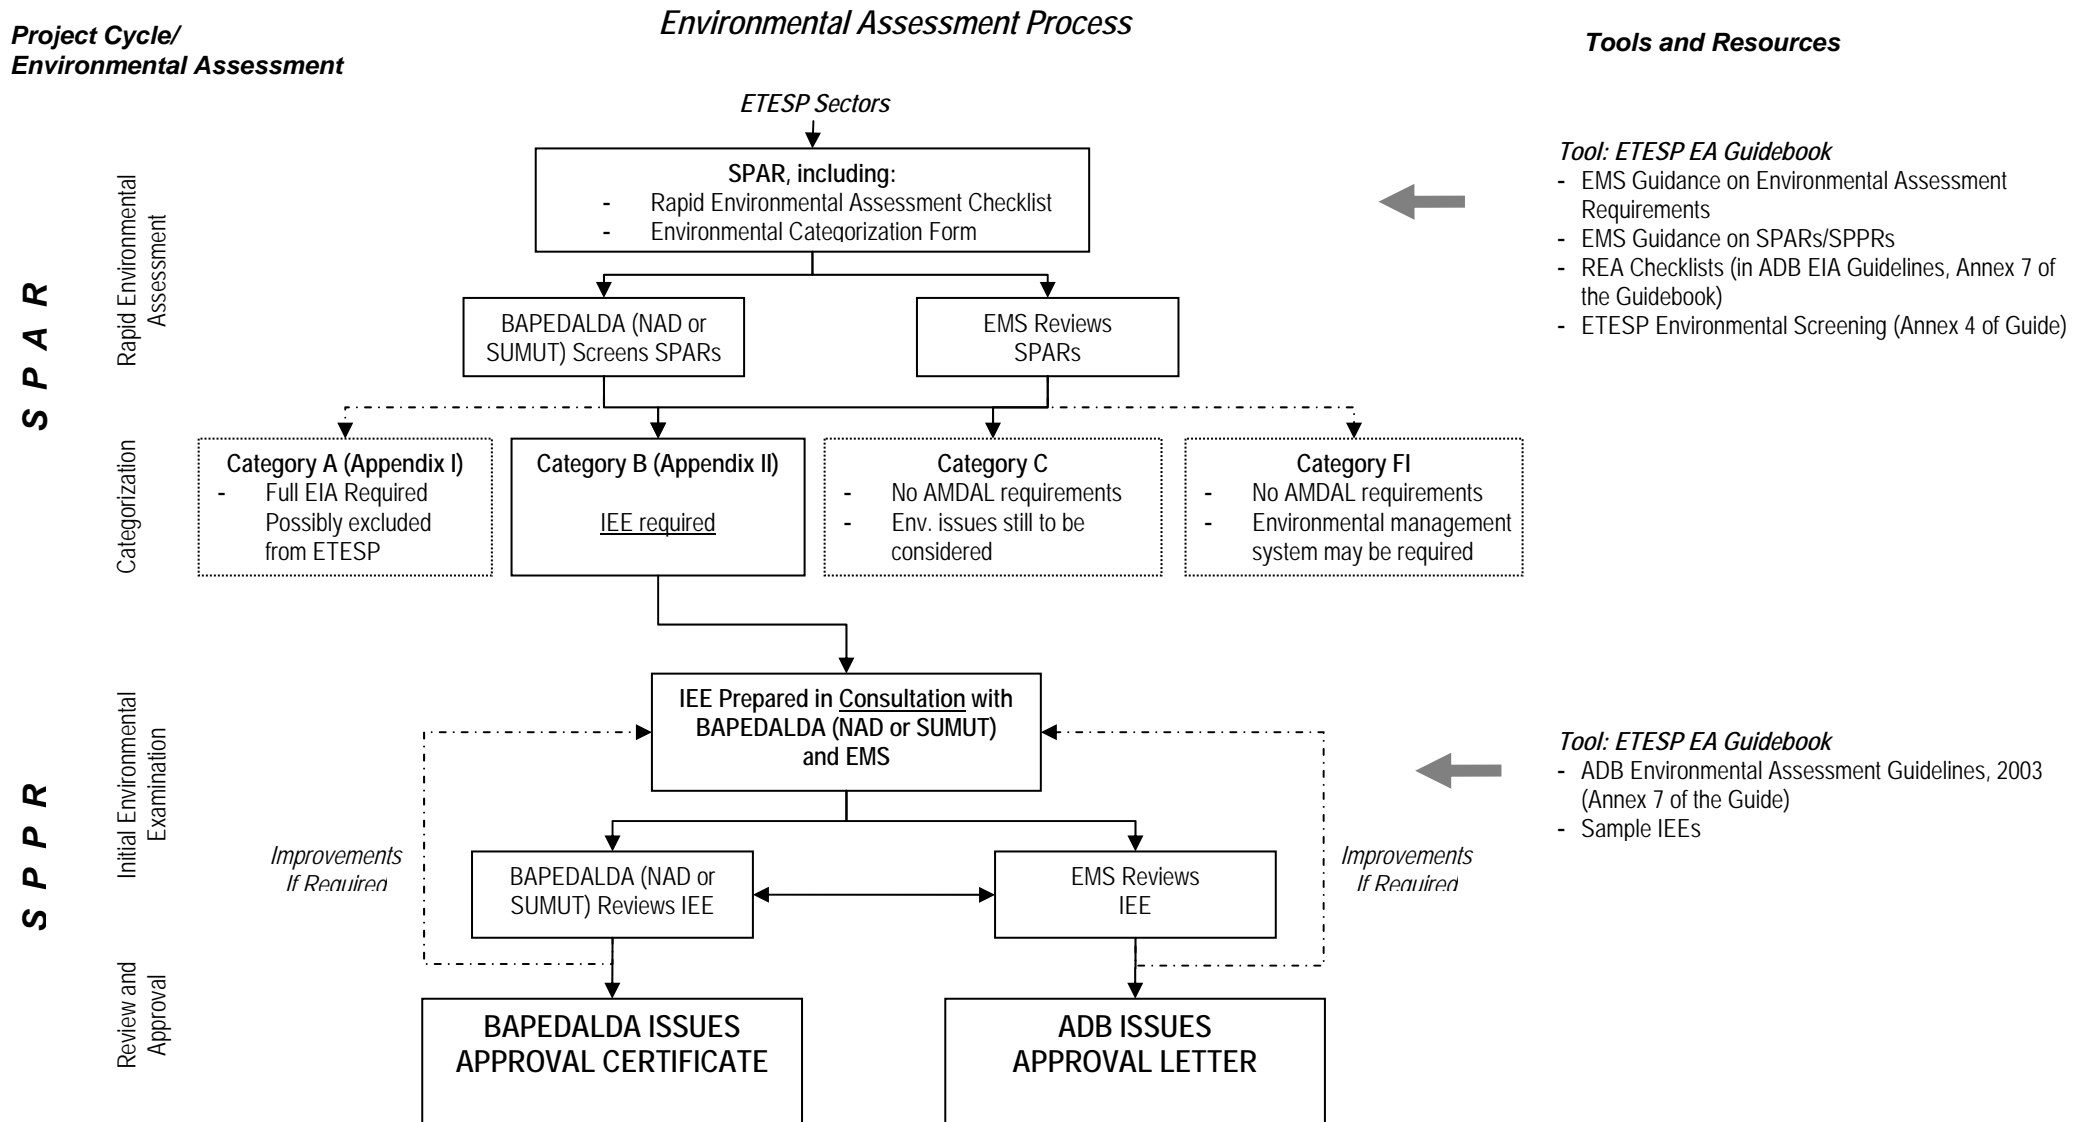 Environmental Assessment Process
Project Cycle/
Environmental Assessment
Tools and Resources
ETESP Sectors
SPAR, including:
- Rapid Environmental Assessment Checklist
- Environmental Categorization Form
Tool: ETESP EA Guidebook
- EMS Guidance on Environmental Assessment
Requirements
- EMS Guidance on SPARs/SPPRs
- REA Checklists (in ADB EIA Guidelines, Annex 7 of
the Guidebook)
- ETESP Environmental Screening (Annex 4 of Guide)
S P A R
Rapid Environmental
Assessment
BAPEDALDA (NAD or
SUMUT) Screens SPARs
EMS Reviews
SPARs
Categorization
Category A (Appendix I)
- Full EIA Required
Possibly excluded
from ETESP
Category B (Appendix II)
IEE required
Category C
- No AMDAL requirements
- Env. issues still to be
considered
Category FI
- No AMDAL requirements
- Environmental management
system may be required
S P P R
Initial Environmental
Examination
IEE Prepared in Consultation with
BAPEDALDA (NAD or SUMUT)
and EMS
Tool: ETESP EA Guidebook
- ADB Environmental Assessment Guidelines, 2003
(Annex 7 of the Guide)
- Sample IEEs
Improvements
If Required
BAPEDALDA (NAD or
SUMUT) Reviews IEE
EMS Reviews
IEE
Improvements
If Required
Review and
Approval
BAPEDALDA ISSUES
APPROVAL CERTIFICATE
ADB ISSUES
APPROVAL LETTER